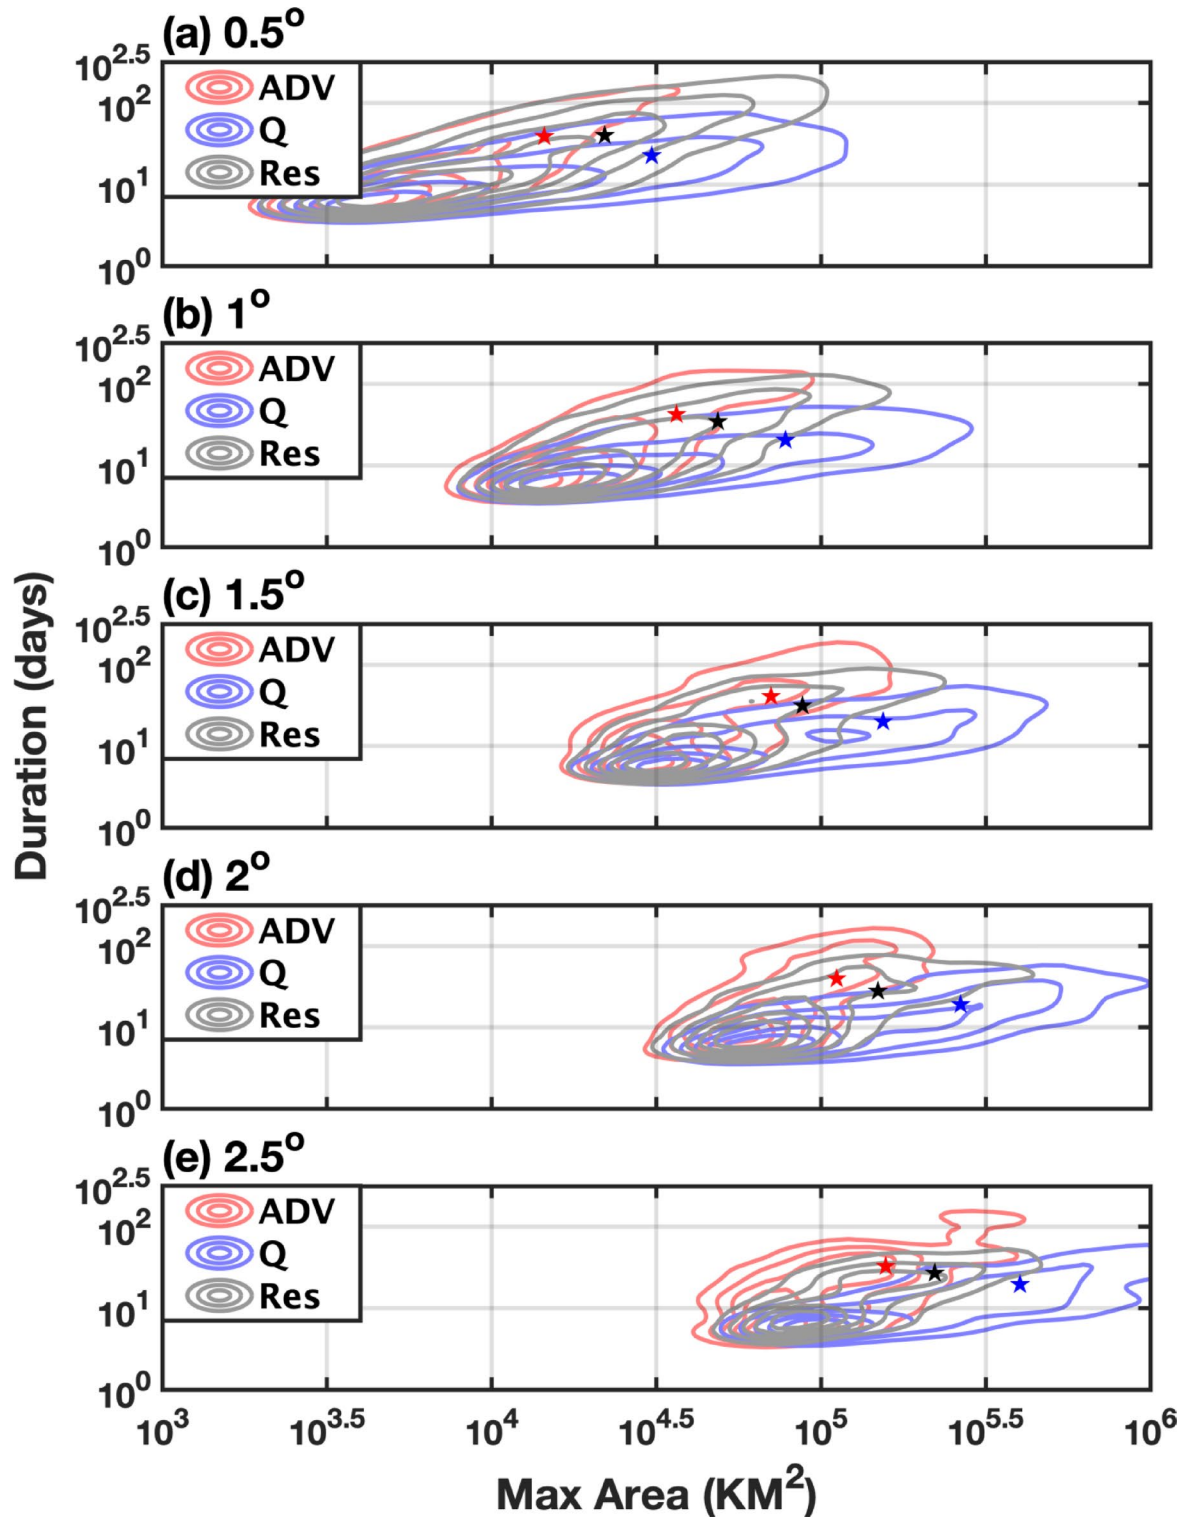 (a) 0.5°
10^2.5
10^2
10^1
10^0
ADV
Q
Res
(b) 1°
10^2.5
10^2
10^1
10^0
ADV
Q
Res
(c) 1.5°
10^2.5
10^2
10^1
10^0
ADV
Q
Res
(d) 2°
10^2.5
10^2
10^1
10^0
ADV
Q
Res
(e) 2.5°
10^2.5
10^2
10^1
10^0
ADV
Q
Res
Duration (days)
10^3 10^3.5 10^4 10^4.5 10^5 10^5.5 10^6
Max Area (KM^2)